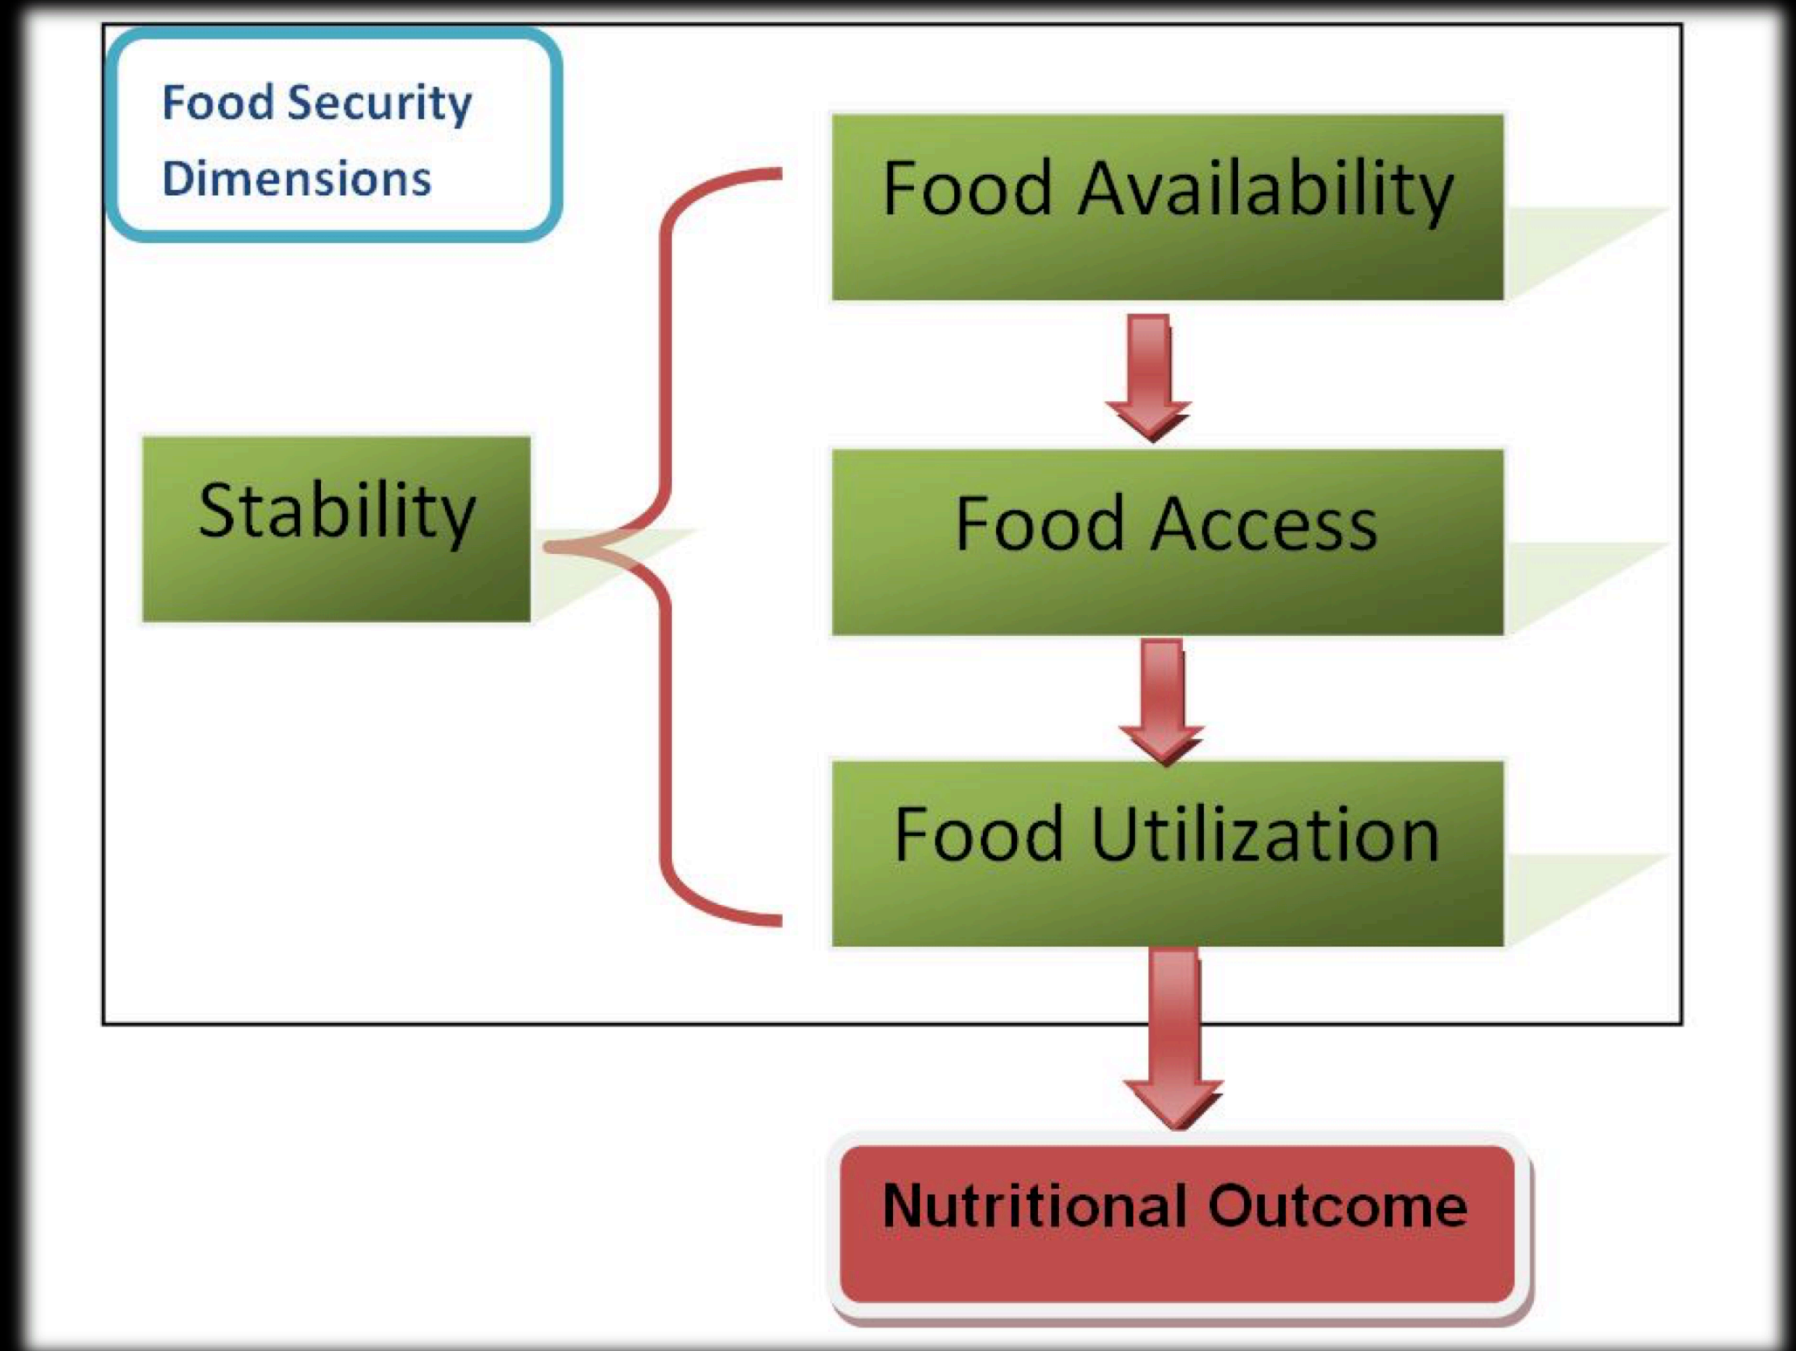 Food Security
Dimensions
Food Availability
Stability
Food Access
Food Utilization
Nutritional Outcome